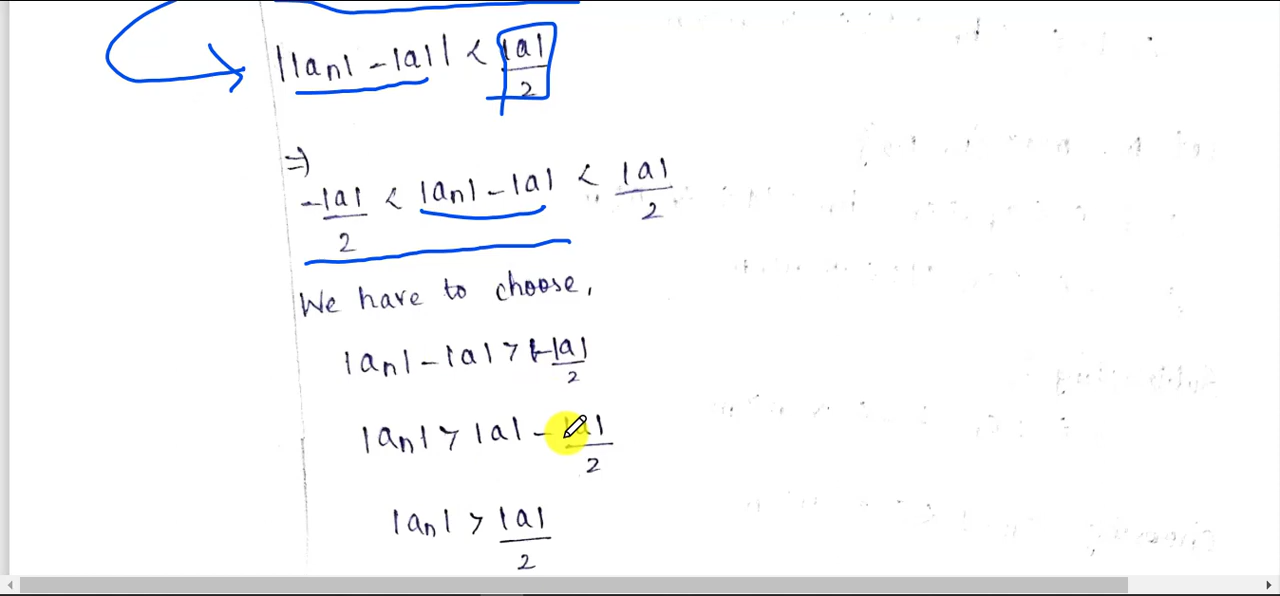 ||an| - |a|| < |a|/2
⇒
-|a|/2 < |an| - |a| < |a|/2
We have to choose,
|an| - |a| > -|a|/2
|an| > |a| - |a|/2
|an| > |a|/2